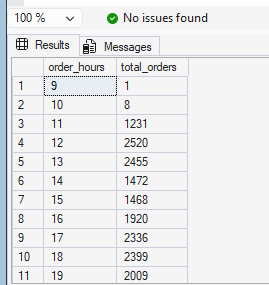 100 %
No issues found
Results Messages
order_hours total_orders
1 9 1
2 10 8
3 11 1231
4 12 2520
5 13 2455
6 14 1472
7 15 1468
8 16 1920
9 17 2336
10 18 2399
11 19 2009